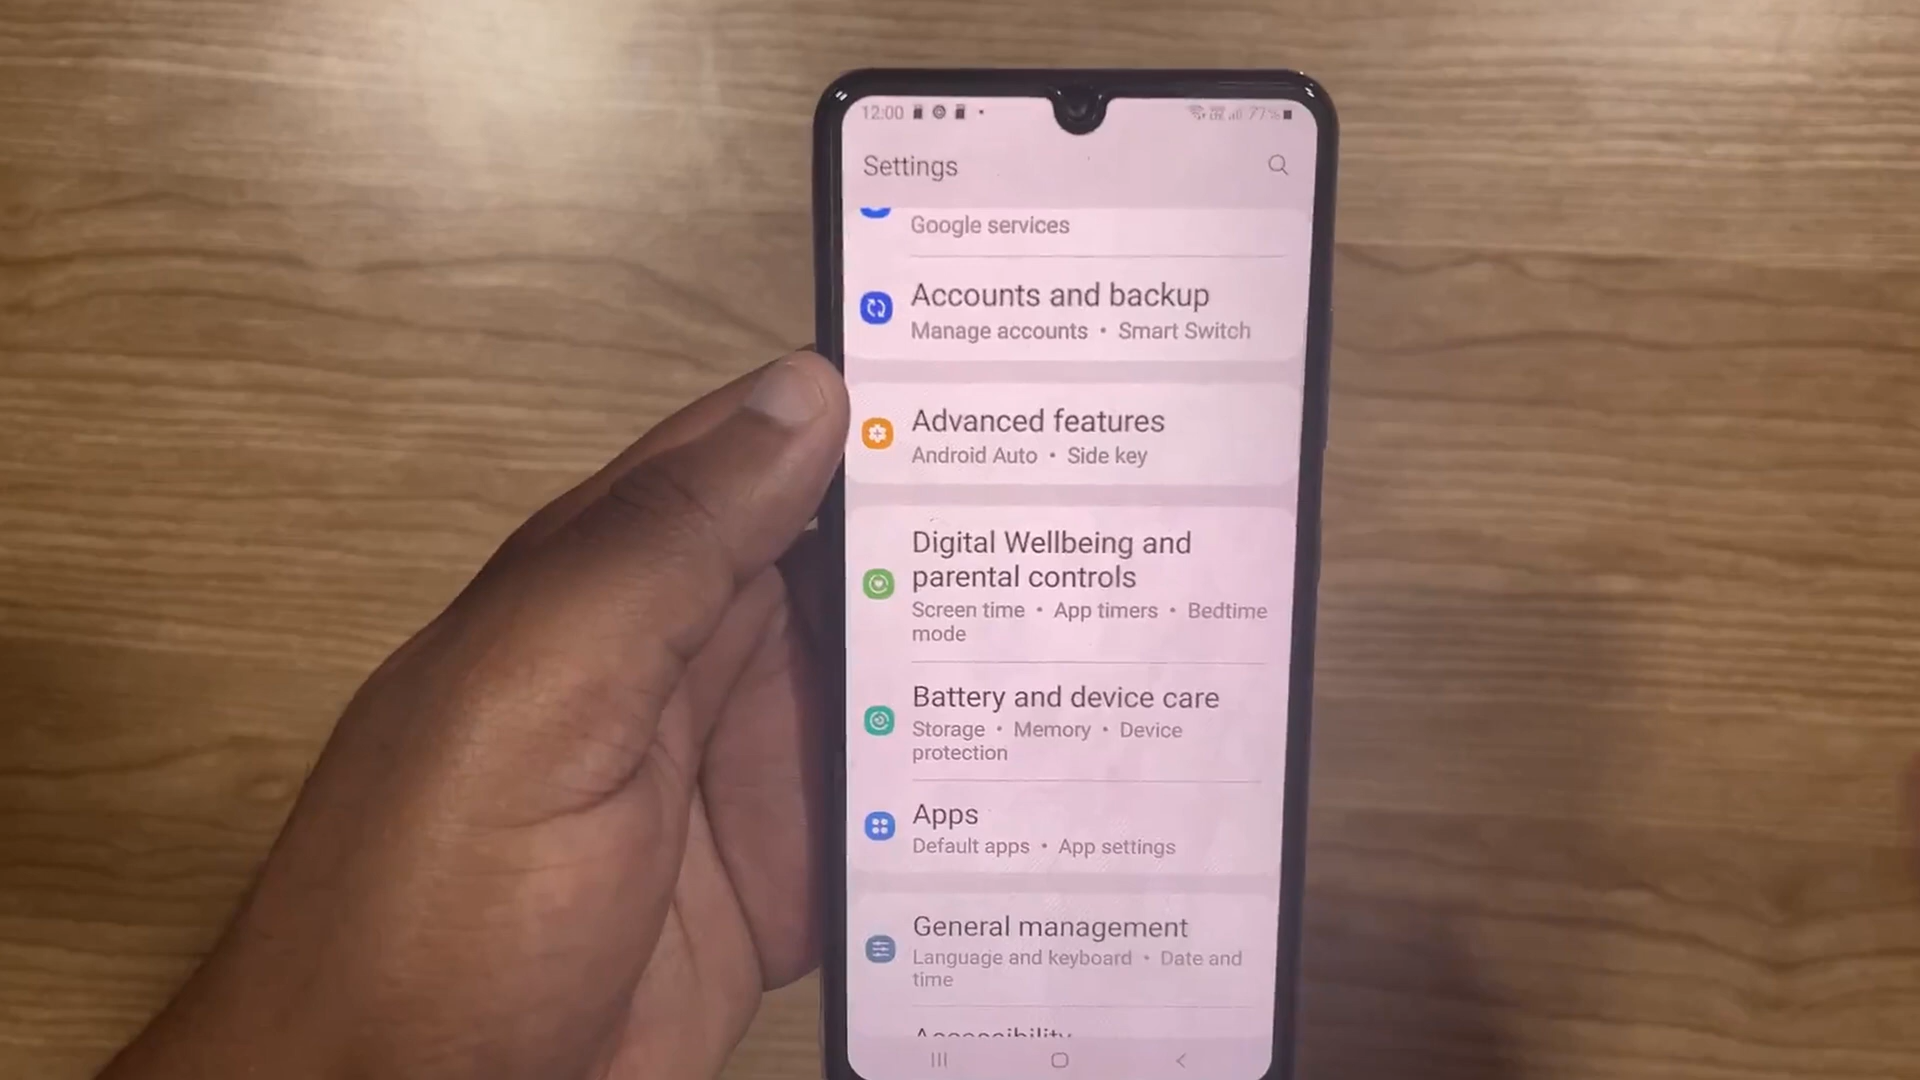 12:00 77%
Settings
Google services
Accounts and backup
Manage accounts • Smart Switch
Advanced features
Android Auto • Side key
Digital Wellbeing and
parental controls
Screen time • App timers • Bedtime
mode
Battery and device care
Storage • Memory • Device
protection
Apps
Default apps • App settings
General management
Language and keyboard • Date and
time
Accessibility